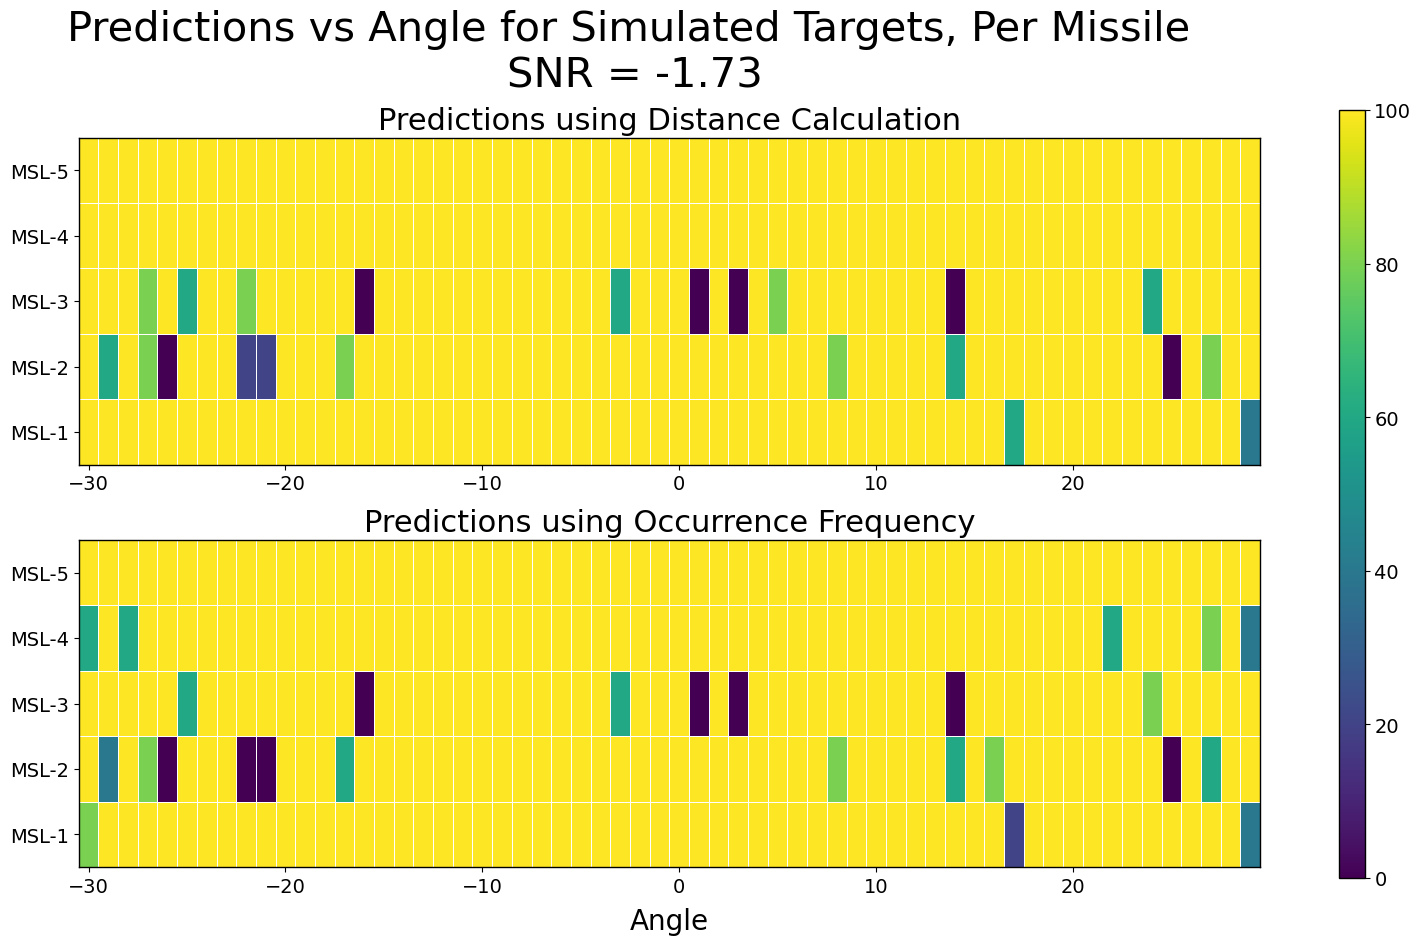 Predictions vs Angle for Simulated Targets, Per Missile
SNR = -1.73
Predictions using Distance Calculation
MSL-5
MSL-4
MSL-3
MSL-2
MSL-1
−30 −20 −10 0 10 20
Predictions using Occurrence Frequency
MSL-5
MSL-4
MSL-3
MSL-2
MSL-1
−30 −20 −10 0 10 20
Angle
100
80
60
40
20
0